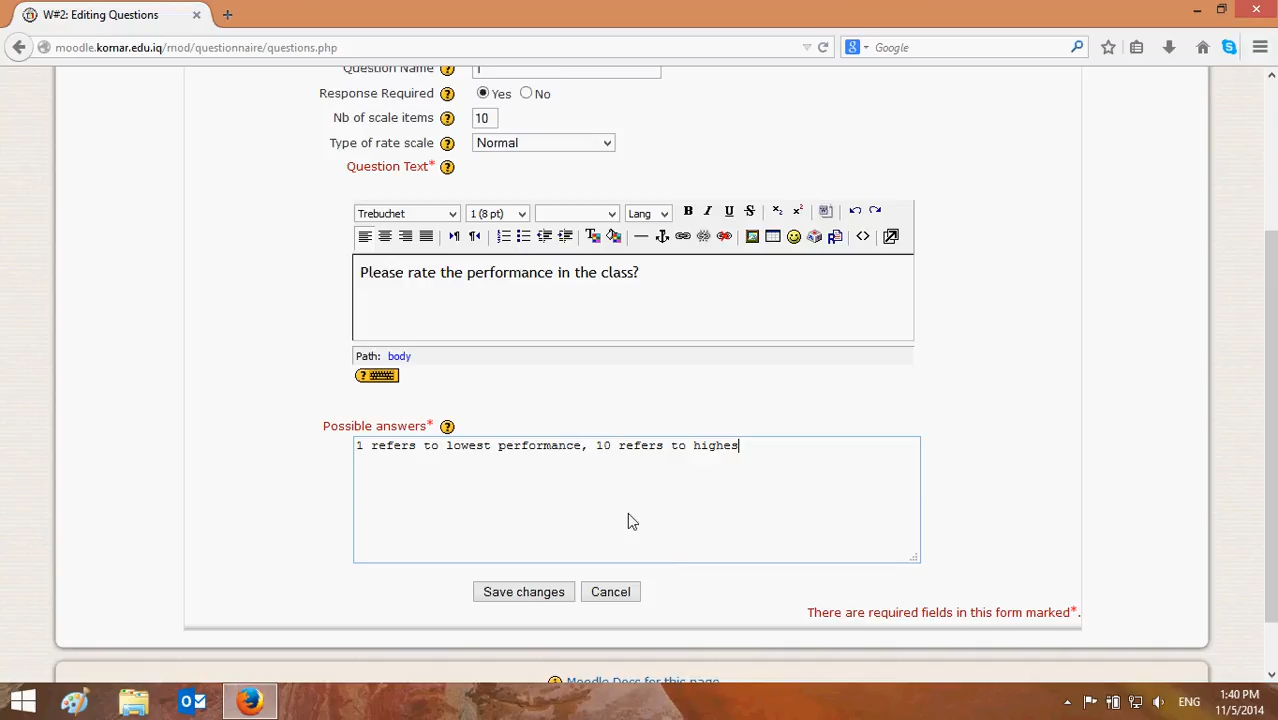 W#2: Editing Questions
moodle.komar.edu.iq/mod/questionnaire/questions.php
Google
Question Name
1
Response Required
Yes
No
Nb of scale items
10
Type of rate scale
Normal
Question Text*
Trebuchet
1 (8 pt)
Lang
Please rate the performance in the class?
Path: body
Possible answers*
1 refers to lowest performance, 10 refers to highes
Save changes
Cancel
There are required fields in this form marked*.
Moodle Docs for this page
ENG
1:40 PM
11/5/2014